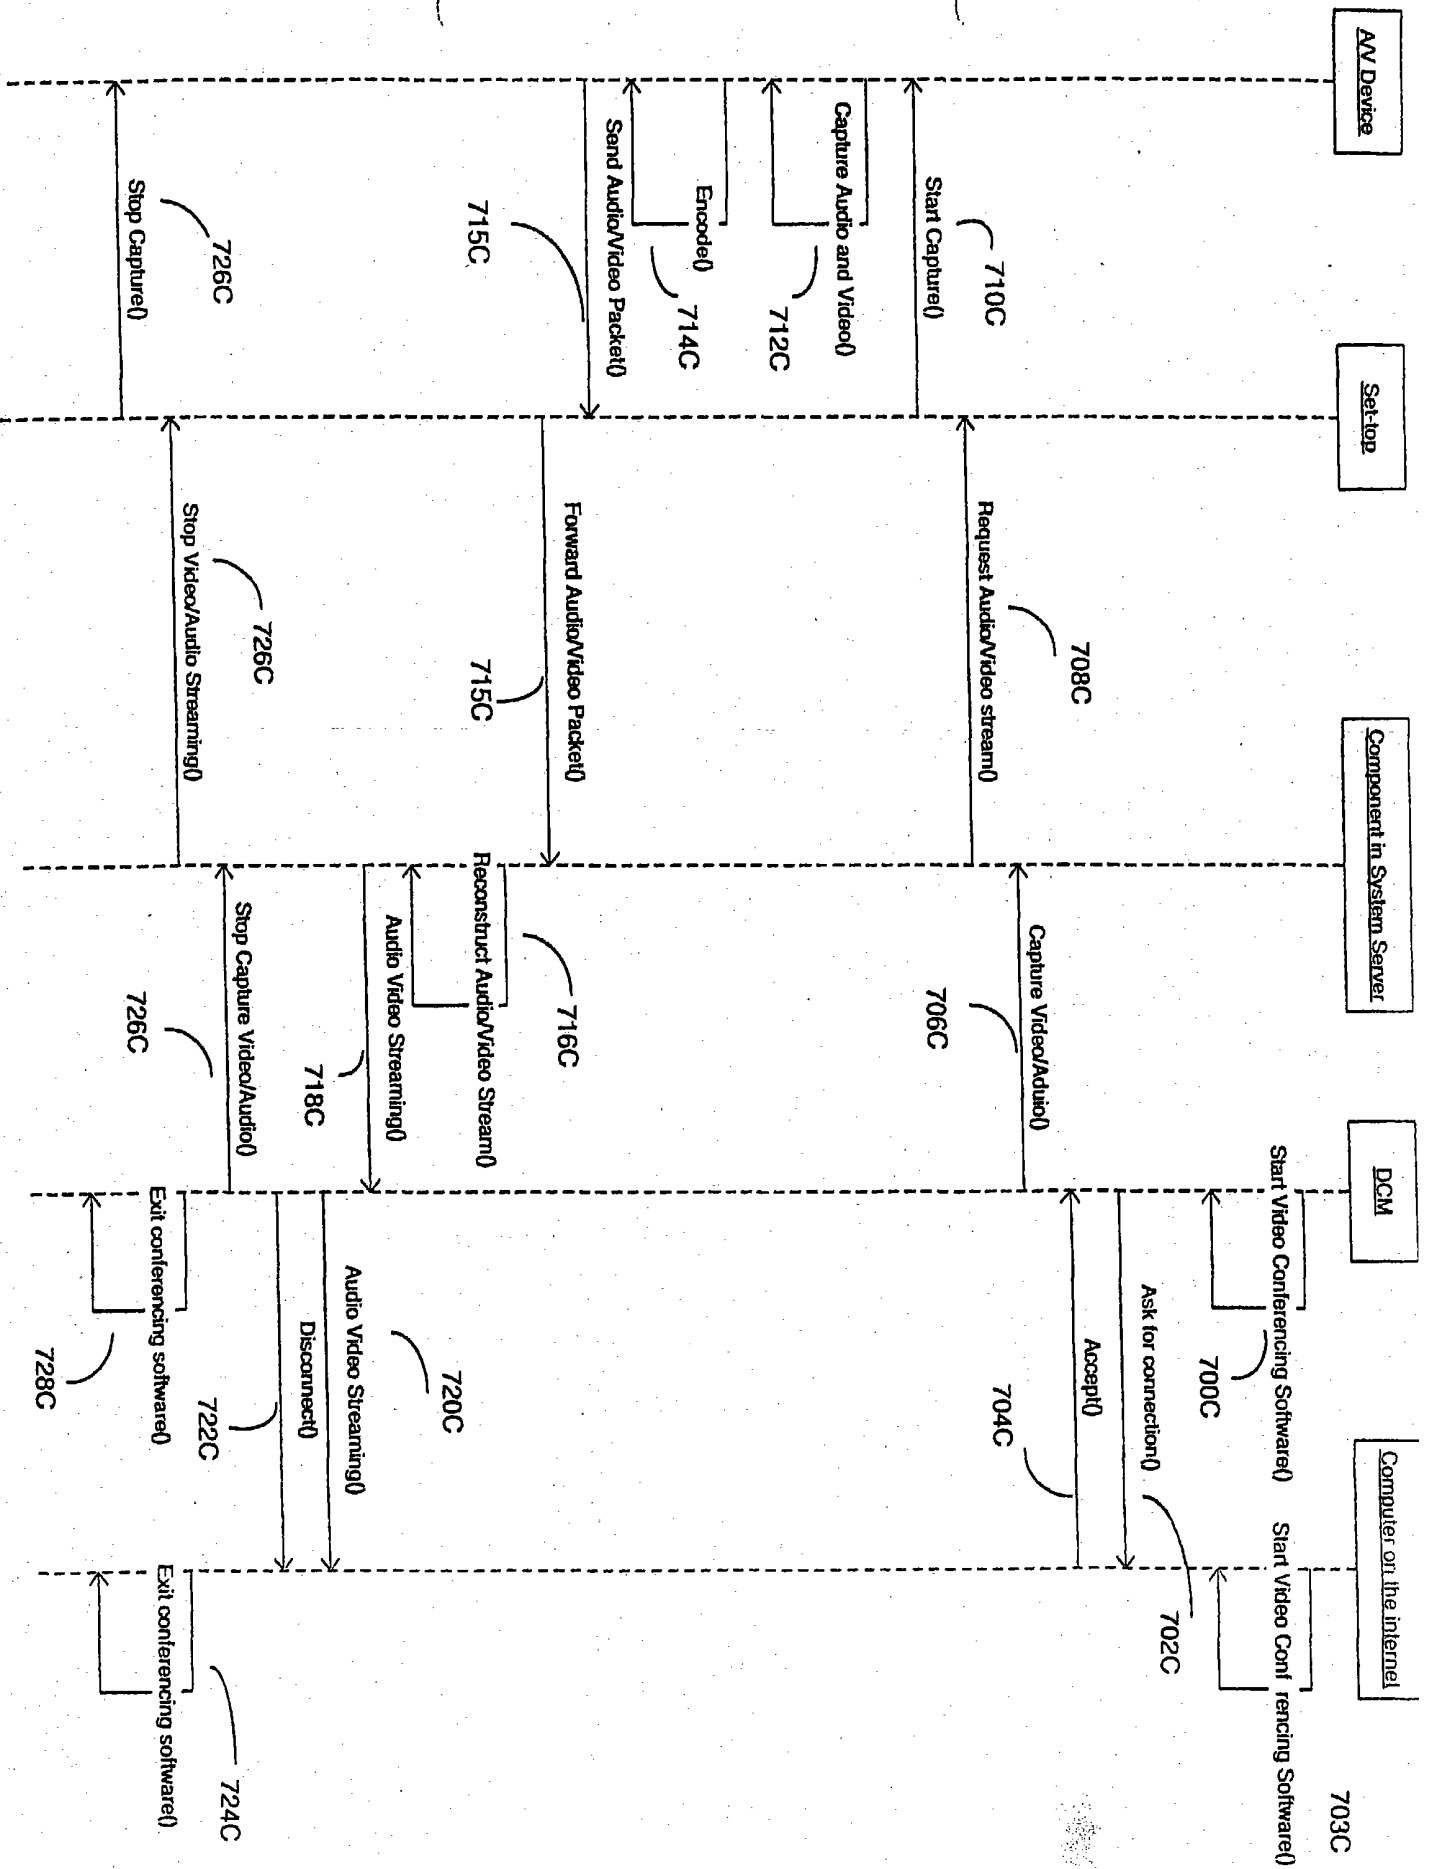 A/V Device
Set-top
Component in System Server
DCM
Computer on the internet
703C
Start Video Conferencing Software()
Start Video Conf rencing Software()
700C
702C
Ask for connection()
Accept()
704C
Capture Video/Aduio()
706C
708C
Request Audio/Video stream()
710C
Start Capture()
Capture Audio and Video()
712C
Encode()
714C
Send Audio/Video Packet()
715C
Forward Audio/Video Packet()
715C
716C
Reconstruct Audio/Video Stream()
Audio Video Streaming()
718C
720C
Audio Video Streaming()
Disconnect()
722C
Stop Capture Video/Audio()
726C
726C
Stop Video/Audio Streaming()
726C
Stop Capture()
Exit conferencing software()
728C
724C
Exit conferencing software()